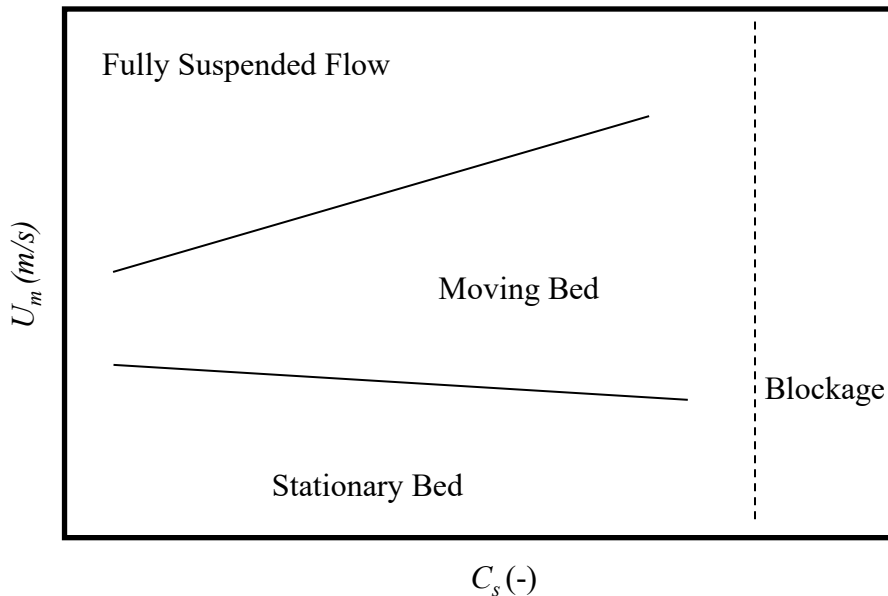 Fully Suspended Flow
U_m (m/s)
Moving Bed
Blockage
Stationary Bed
C_s (-)